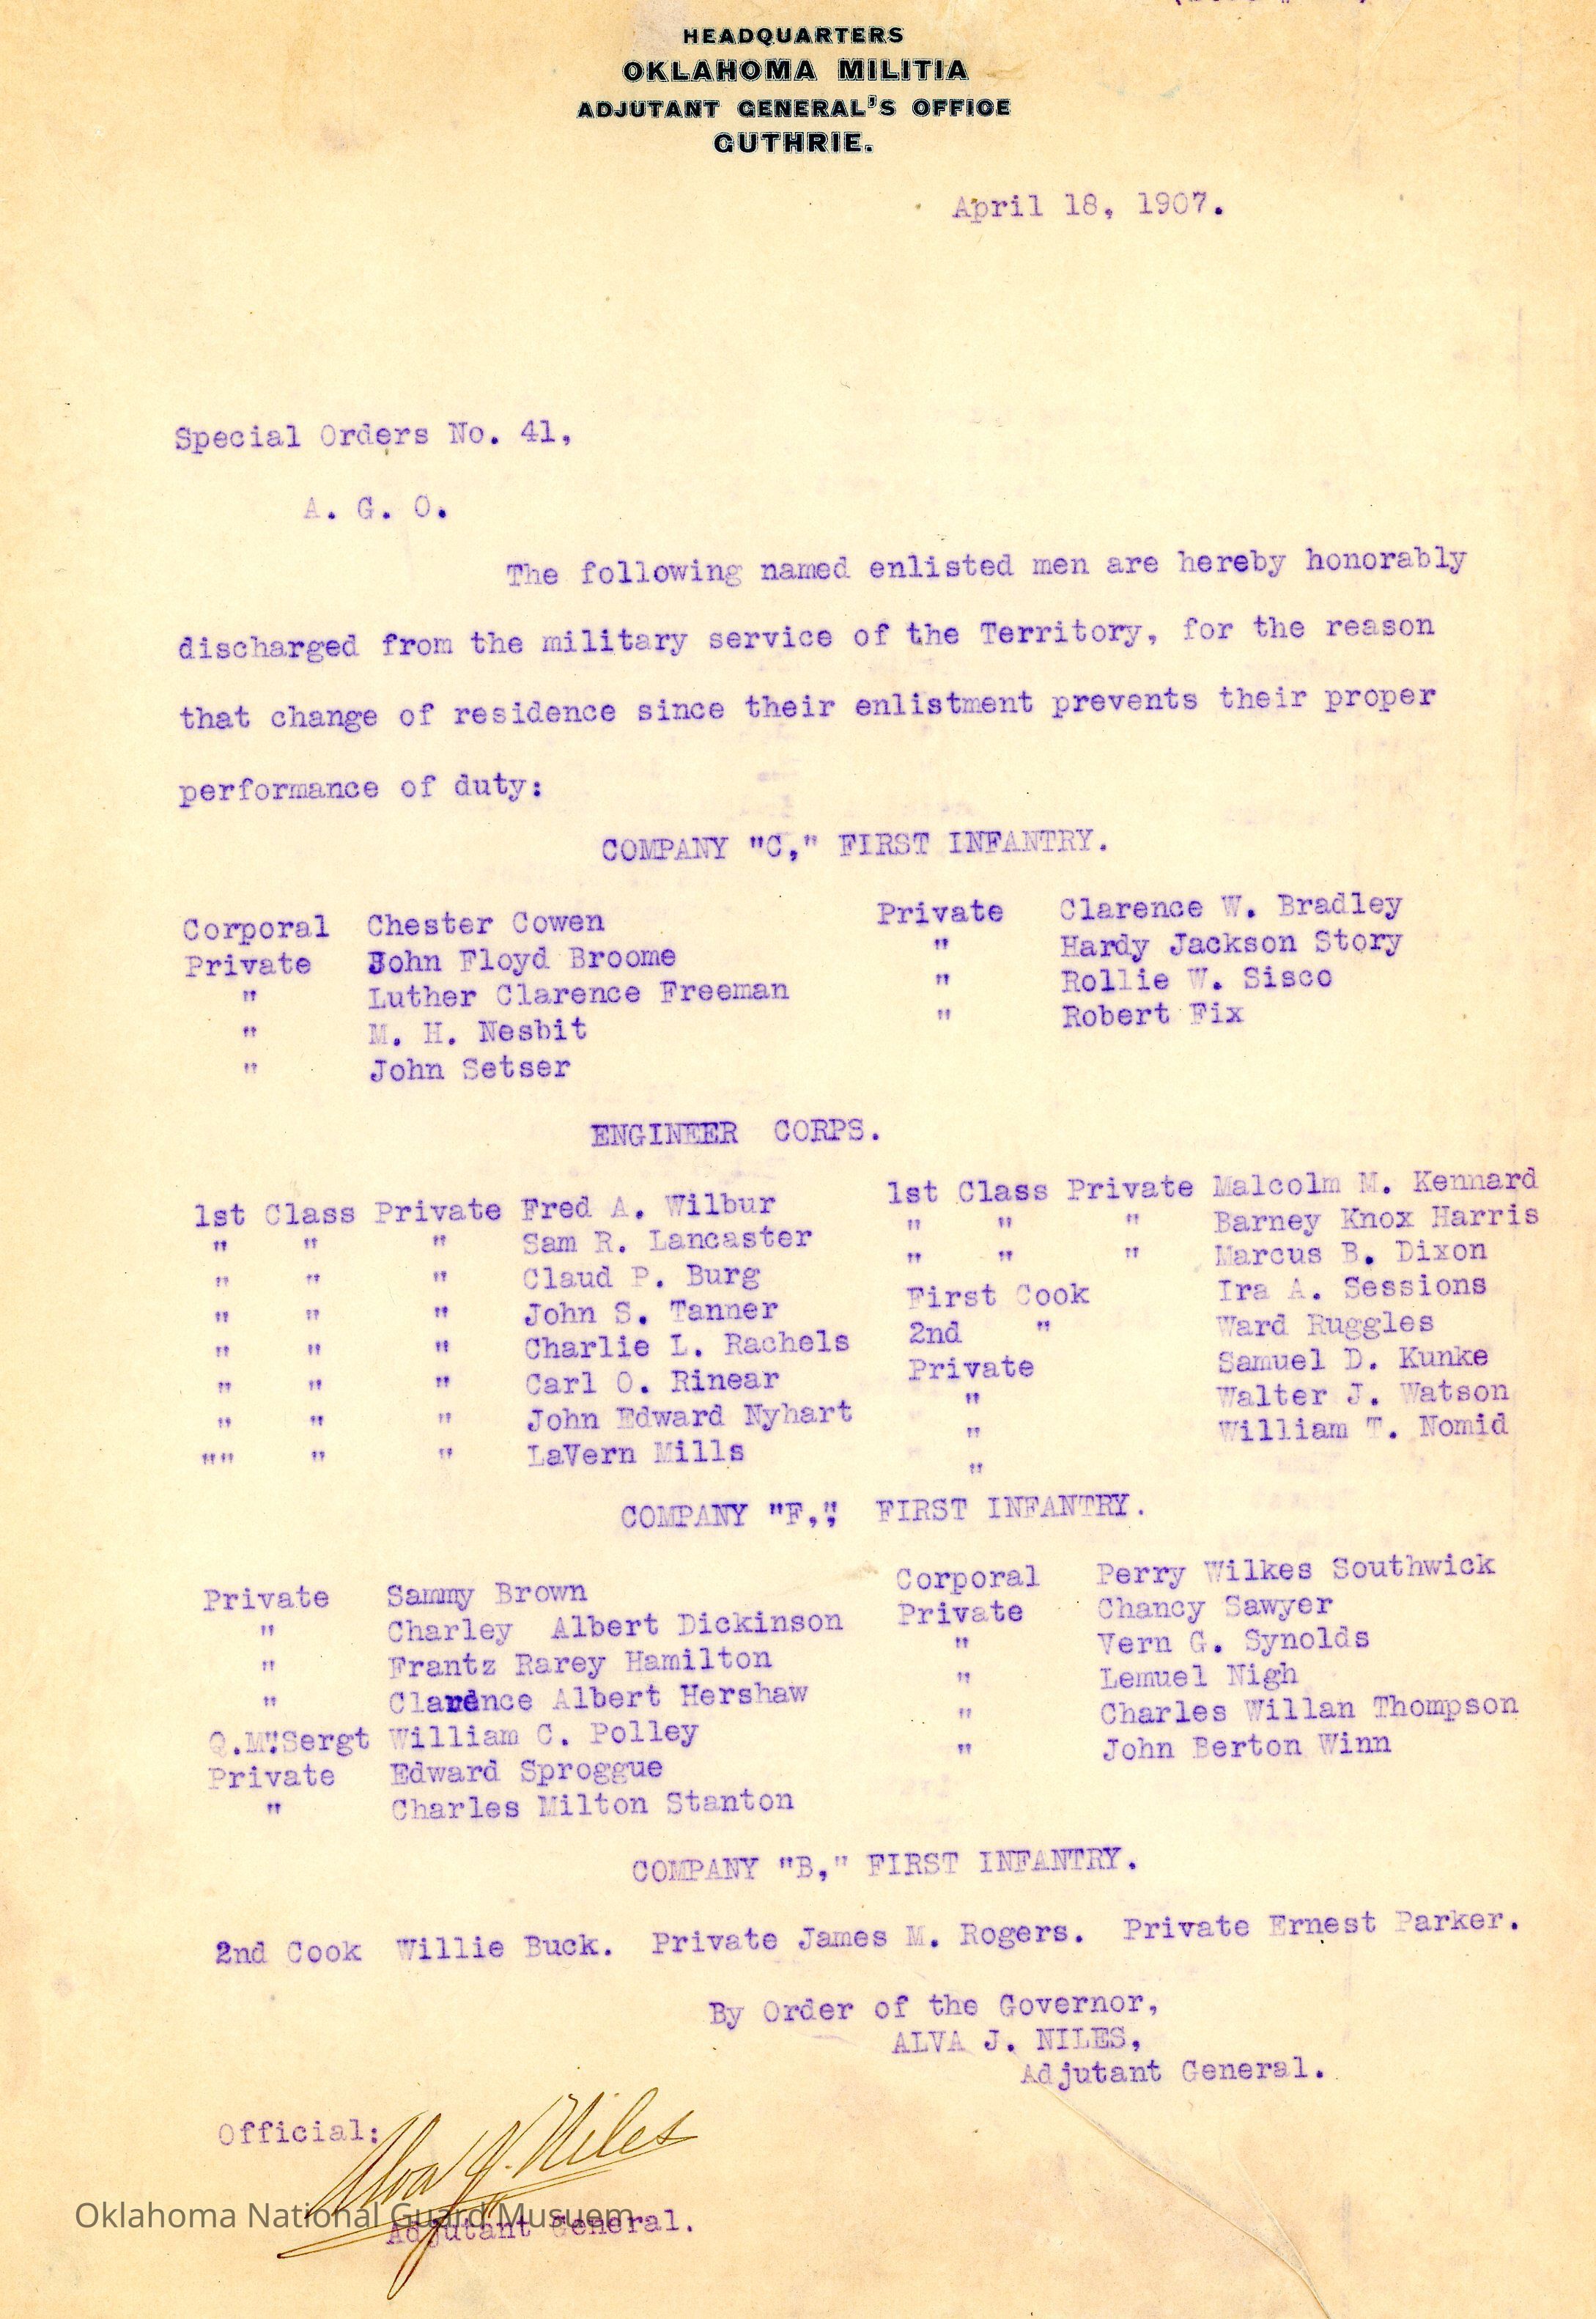 HEADQUARTERS
OKLAHOMA MILITIA
ADJUTANT GENERAL'S OFFICE
GUTHRIE.
April 18, 1907.
Special Orders No. 41,
A. G. O.
The following named enlisted men are hereby honorably
discharged from the military service of the Territory, for the reason
that change of residence since their enlistment prevents their proper
performance of duty:
COMPANY "C," FIRST INFANTRY.
Corporal Chester Cowen
Private John Floyd Broome
" Luther Clarence Freeman
" M. H. Nesbit
" John Setser
Private Clarence W. Bradley
" Hardy Jackson Story
" Rollie W. Sisco
" Robert Fix
ENGINEER CORPS.
1st Class Private Fred A. Wilbur
" " " Sam R. Lancaster
" " " Claud P. Burg
" " " John S. Tanner
" " " Charlie L. Rachels
" " " Carl O. Rinear
" " " John Edward Nyhart
"" " " LaVern Mills
1st Class Private Malcolm M. Kennard
" " " Barney Knox Harris
" " " Marcus B. Dixon
First Cook Ira A. Sessions
2nd " Ward Ruggles
Private Samuel D. Kunke
" Walter J. Watson
" William T. Nomid
"
COMPANY "F," FIRST INFANTRY.
Private Sammy Brown
" Charley Albert Dickinson
" Frantz Rarey Hamilton
" Clarence Albert Hershaw
Q.M.Sergt William C. Polley
Private Edward Sproggue
" Charles Milton Stanton
Corporal Perry Wilkes Southwick
Private Chancy Sawyer
" Vern G. Synolds
" Lemuel Nigh
" Charles Willan Thompson
" John Berton Winn
COMPANY "B," FIRST INFANTRY.
2nd Cook Willie Buck. Private James M. Rogers. Private Ernest Parker.
By Order of the Governor,
ALVA J. NILES,
Adjutant General.
Official:
Alva J. Niles
Adjutant General.
Oklahoma National Guard Musuem